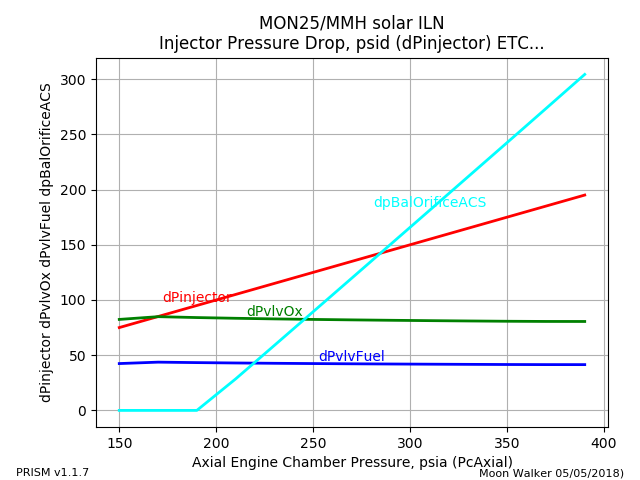 MON25/MMH solar ILN
Injector Pressure Drop, psid (dPinjector) ETC...
dPinjector dPvlvOx dPvlvFuel dpBalOrificeACS
300
250
200
150
100
50
0
dpBalOrificeACS
dPinjector
dPvlvOx
dPvlvFuel
150
200
250
300
350
400
Axial Engine Chamber Pressure, psia (PcAxial)
PRISM v1.1.7
Moon Walker 05/05/2018)